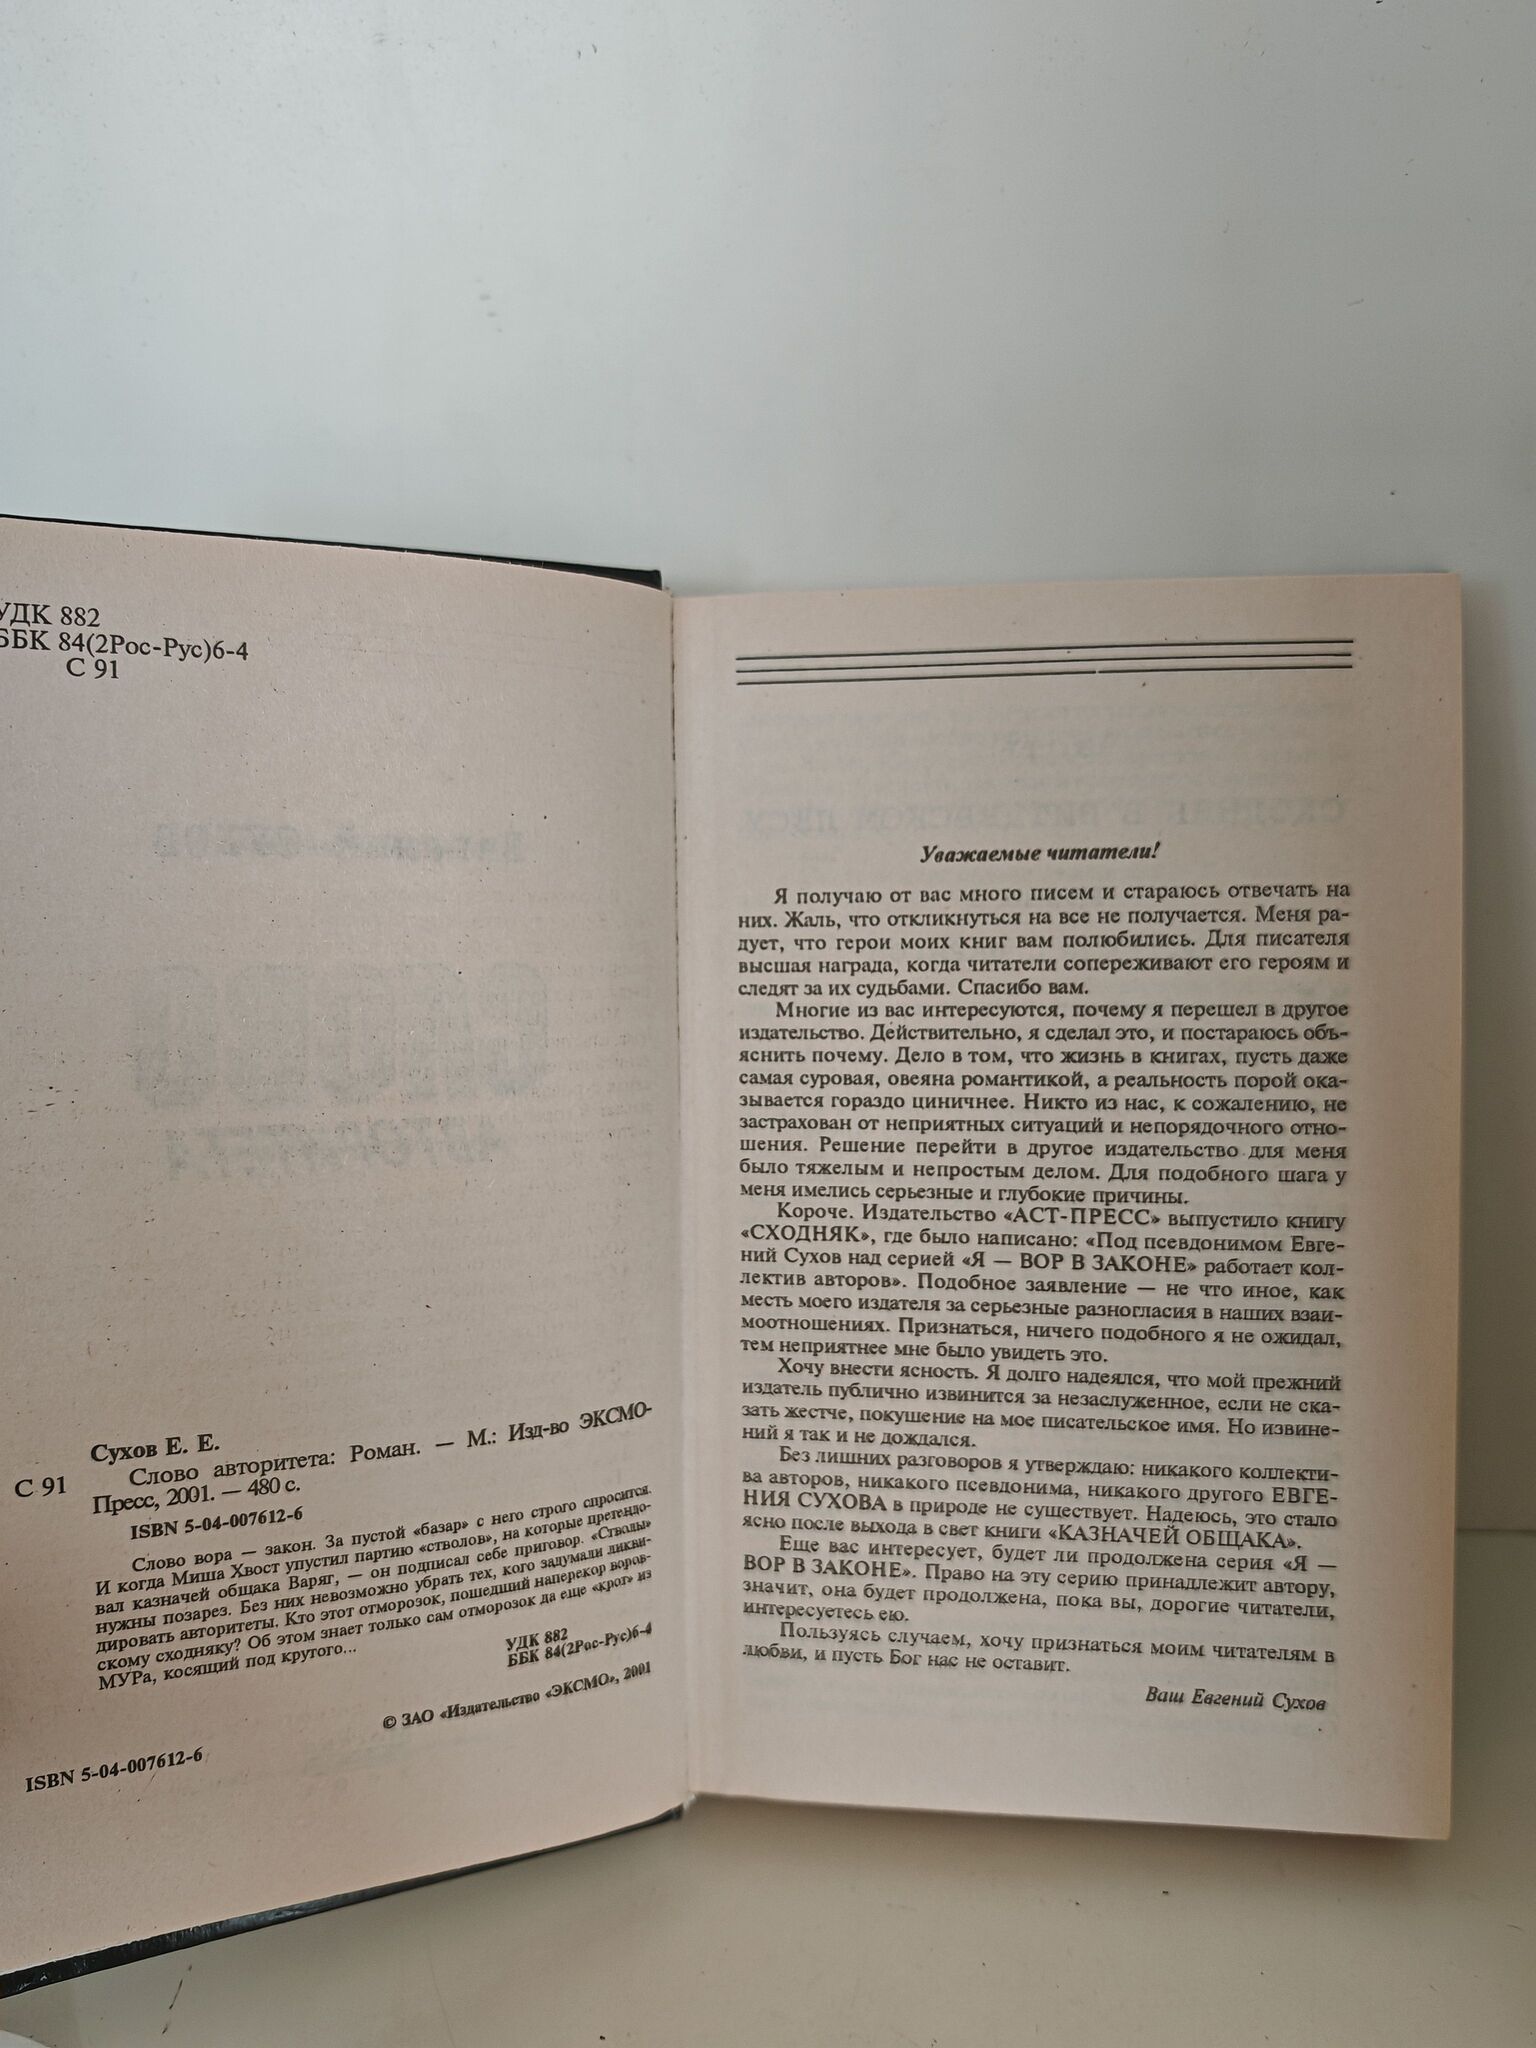 УДК 882
ББК 84(2Рос-Рус)6-4
С 91
Сухов Е. Е.
С 91
Слово авторитета: Роман. — М.: Изд-во ЭКСМО-
Пресс, 2001. — 480 с.
ISBN 5-04-007612-6
Слово вора — закон. За пустой «базар» с него строго спросится.
И когда Миша Хвост упустил партию «стволов», на которые претендо-
вал казначей общака Варяг, — он подписал себе приговор. «Стволы»
нужны позарез. Без них невозможно убрать тех, кого задумали ликви-
дировать авторитеты. Кто этот отморозок, пошедший наперекор воров-
скому сходняку? Об этом знает только сам отморозок да еще «крот» из
МУРа, косящий под крутого...
УДК 882
ББК 84(2Рос-Рус)6-4
© ЗАО «Издательство «ЭКСМО», 2001
ISBN 5-04-007612-6
Уважаемые читатели!
Я получаю от вас много писем и стараюсь отвечать на
них. Жаль, что откликнуться на все не получается. Меня ра-
дует, что герои моих книг вам полюбились. Для писателя
высшая награда, когда читатели сопереживают его героям и
следят за их судьбами. Спасибо вам.
Многие из вас интересуются, почему я перешел в другое
издательство. Действительно, я сделал это, и постараюсь объ-
яснить почему. Дело в том, что жизнь в книгах, пусть даже
самая суровая, овеяна романтикой, а реальность порой ока-
зывается гораздо циничнее. Никто из нас, к сожалению, не
застрахован от неприятных ситуаций и непорядочного отно-
шения. Решение перейти в другое издательство для меня
было тяжелым и непростым делом. Для подобного шага у
меня имелись серьезные и глубокие причины.
Короче. Издательство «АСТ-ПРЕСС» выпустило книгу
«СХОДНЯК», где было написано: «Под псевдонимом Евге-
ний Сухов над серией «Я — ВОР В ЗАКОНЕ» работает кол-
лектив авторов». Подобное заявление — не что иное, как
месть моего издателя за серьезные разногласия в наших взаи-
моотношениях. Признаться, ничего подобного я не ожидал,
тем неприятнее мне было увидеть это.
Хочу внести ясность. Я долго надеялся, что мой прежний
издатель публично извинится за незаслуженное, если не ска-
зать жестче, покушение на мое писательское имя. Но извине-
ний я так и не дождался.
Без лишних разговоров я утверждаю: никакого коллекти-
ва авторов, никакого псевдонима, никакого другого ЕВГЕ-
НИЯ СУХОВА в природе не существует. Надеюсь, это стало
ясно после выхода в свет книги «КАЗНАЧЕЙ ОБЩАКА».
Еще вас интересует, будет ли продолжена серия «Я —
ВОР В ЗАКОНЕ». Право на эту серию принадлежит автору,
значит, она будет продолжена, пока вы, дорогие читатели,
интересуетесь ею.
Пользуясь случаем, хочу признаться моим читателям в
любви, и пусть Бог нас не оставит.
Ваш Евгений Сухов